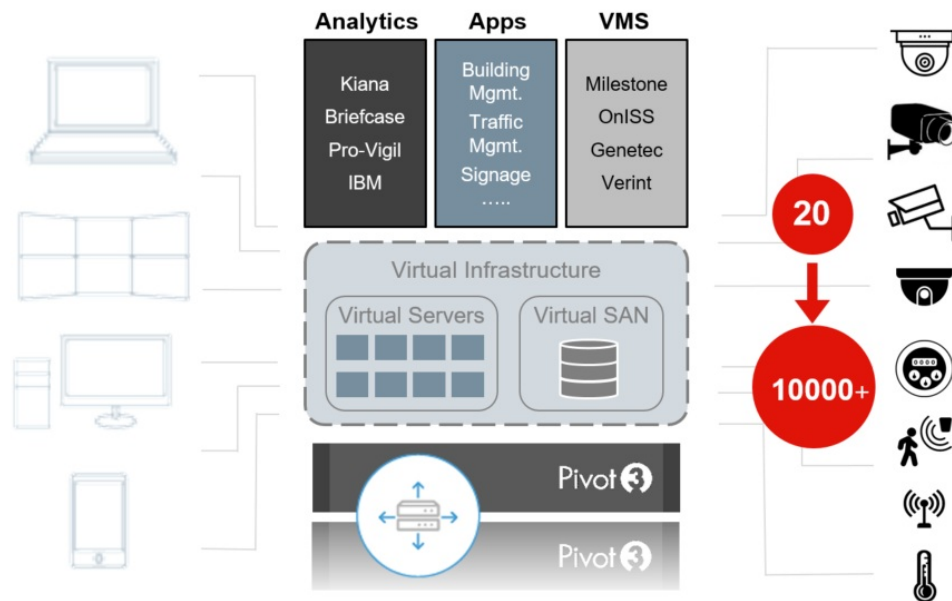 Analytics
Apps
VMS
Kiana
Briefcase
Pro-Vigil
IBM
Building
Mgmt.
Traffic
Mgmt.
Signage
.....
Milestone
OnISS
Genetec
Verint
20
10000+
Virtual Infrastructure
Virtual Servers
Virtual SAN
0000
Pivot3
Pivot3